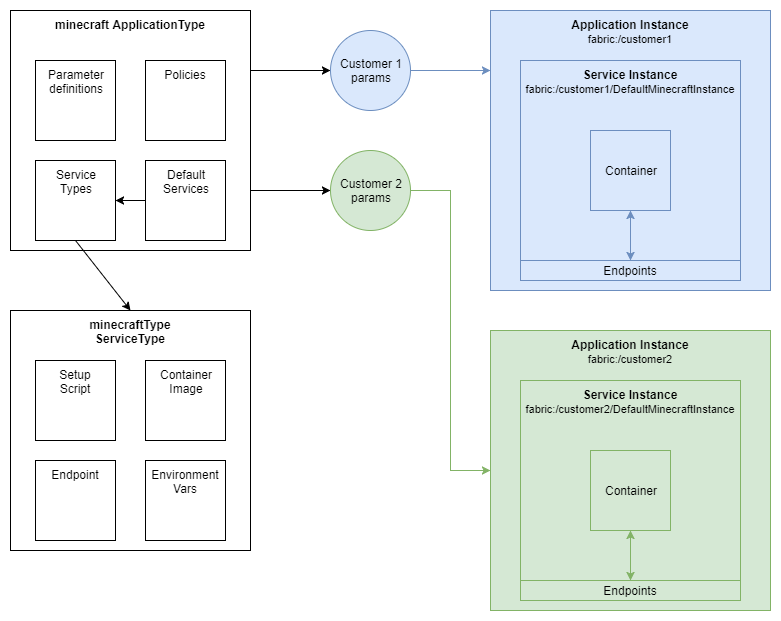 minecraft ApplicationType
Parameter
definitions
Policies
Service
Types
Default
Services
Customer 1
params
Customer 2
params
Application Instance
fabric:/customer1
Service Instance
fabric:/customer1/DefaultMinecraftInstance
Container
Endpoints
minecraftType
ServiceType
Setup
Script
Container
Image
Endpoint
Environment
Vars
Application Instance
fabric:/customer2
Service Instance
fabric:/customer2/DefaultMinecraftInstance
Container
Endpoints